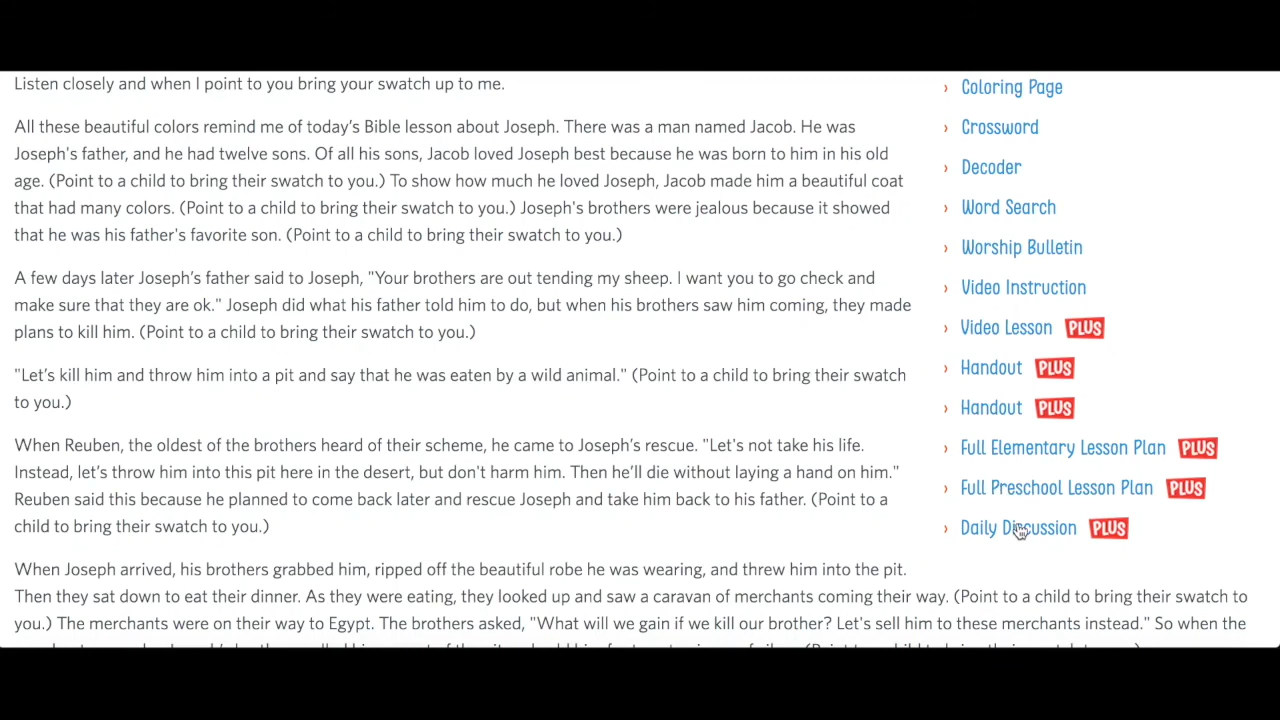 Listen closely and when I point to you bring your swatch up to me.
All these beautiful colors remind me of today’s Bible lesson about Joseph. There was a man named Jacob. He was
Joseph's father, and he had twelve sons. Of all his sons, Jacob loved Joseph best because he was born to him in his old
age. (Point to a child to bring their swatch to you.) To show how much he loved Joseph, Jacob made him a beautiful coat
that had many colors. (Point to a child to bring their swatch to you.) Joseph's brothers were jealous because it showed
that he was his father's favorite son. (Point to a child to bring their swatch to you.)
A few days later Joseph’s father said to Joseph, "Your brothers are out tending my sheep. I want you to go check and
make sure that they are ok." Joseph did what his father told him to do, but when his brothers saw him coming, they made
plans to kill him. (Point to a child to bring their swatch to you.)
"Let’s kill him and throw him into a pit and say that he was eaten by a wild animal." (Point to a child to bring their swatch
to you.)
When Reuben, the oldest of the brothers heard of their scheme, he came to Joseph’s rescue. "Let's not take his life.
Instead, let’s throw him into this pit here in the desert, but don't harm him. Then he’ll die without laying a hand on him."
Reuben said this because he planned to come back later and rescue Joseph and take him back to his father. (Point to a
child to bring their swatch to you.)
When Joseph arrived, his brothers grabbed him, ripped off the beautiful robe he was wearing, and threw him into the pit.
Then they sat down to eat their dinner. As they were eating, they looked up and saw a caravan of merchants coming their way. (Point to a child to bring their swatch to
you.) The merchants were on their way to Egypt. The brothers asked, "What will we gain if we kill our brother? Let's sell him to these merchants instead." So when the
Coloring Page
Crossword
Decoder
Word Search
Worship Bulletin
Video Instruction
Video Lesson PLUS
Handout PLUS
Handout PLUS
Full Elementary Lesson Plan PLUS
Full Preschool Lesson Plan PLUS
Daily Discussion PLUS